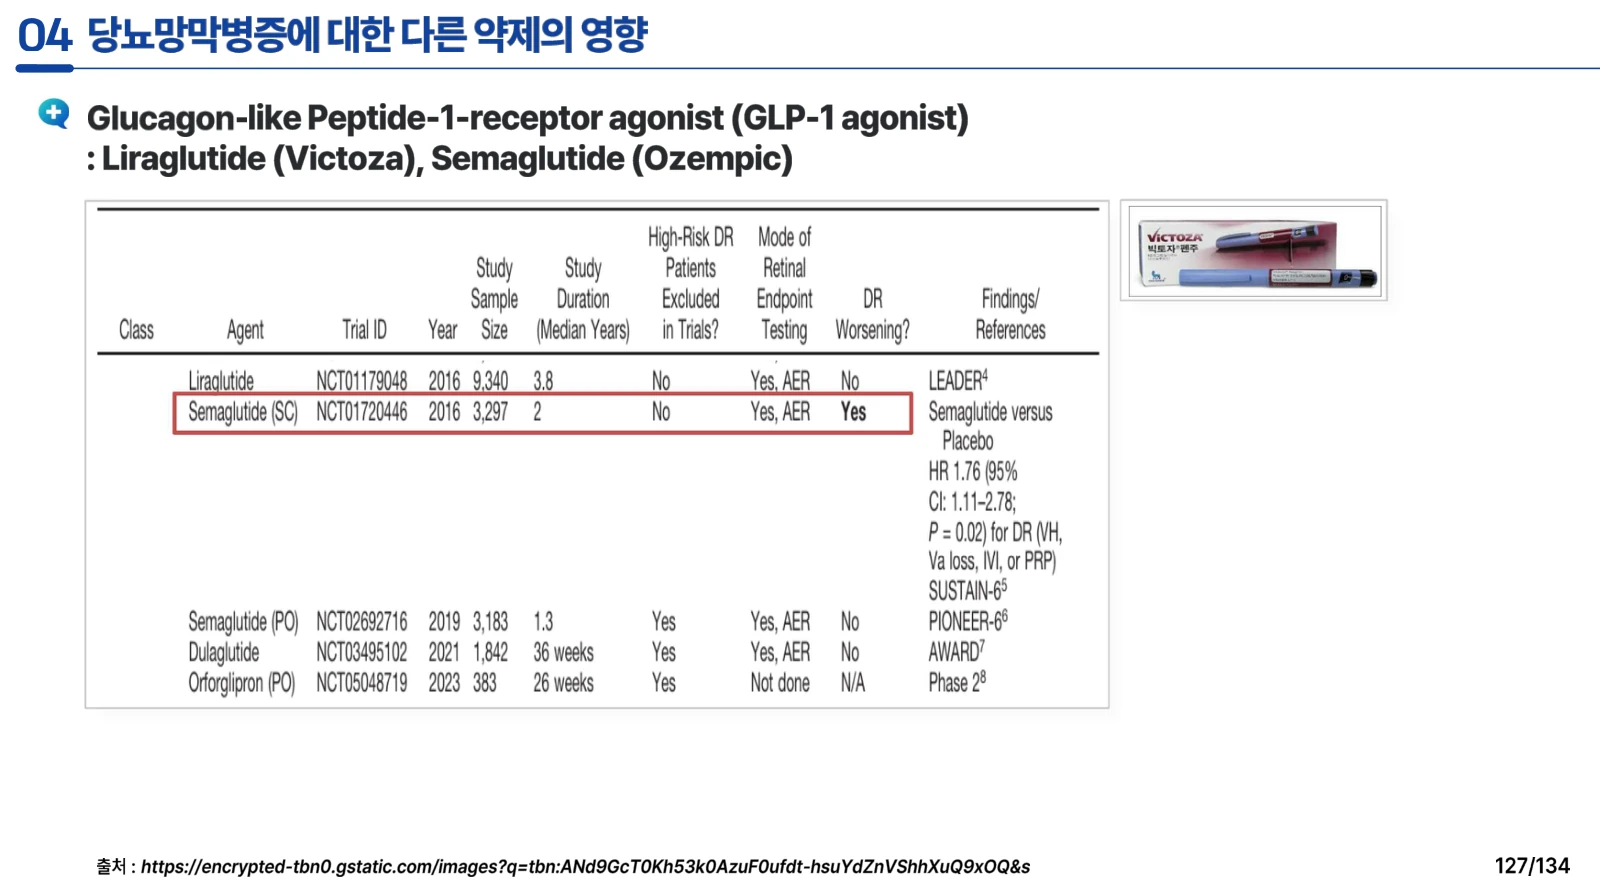 04 당뇨망막병증에 대한 다른 약제의 영향
Glucagon-like Peptide-1-receptor agonist (GLP-1 agonist)
: Liraglutide (Victoza), Semaglutide (Ozempic)
Class Agent Trial ID Year Study Sample Size Study Duration (Median Years) High-Risk DR Patients Excluded in Trials? Mode of Retinal Endpoint Testing DR Worsening? Findings/ References
Liraglutide NCT01179048 2016 9,340 3.8 No Yes, AER No LEADER4
Semaglutide (SC) NCT01720446 2016 3,297 2 No Yes, AER Yes Semaglutide versus
Placebo
HR 1.76 (95%
CI: 1.11–2.78;
P = 0.02) for DR (VH,
Va loss, IVI, or PRP)
SUSTAIN-65
Semaglutide (PO) NCT02692716 2019 3,183 1.3 Yes Yes, AER No PIONEER-66
Dulaglutide NCT03495102 2021 1,842 36 weeks Yes Yes, AER No AWARD7
Orforglipron (PO) NCT05048719 2023 383 26 weeks Yes Not done N/A Phase 28
VICTOZA
빅토자 펜주
출처 : https://encrypted-tbn0.gstatic.com/images?q=tbn:ANd9GcT0Kh53k0AzuF0ufdt-hsuYdZnVShhXuQ9xOQ&s
127/134